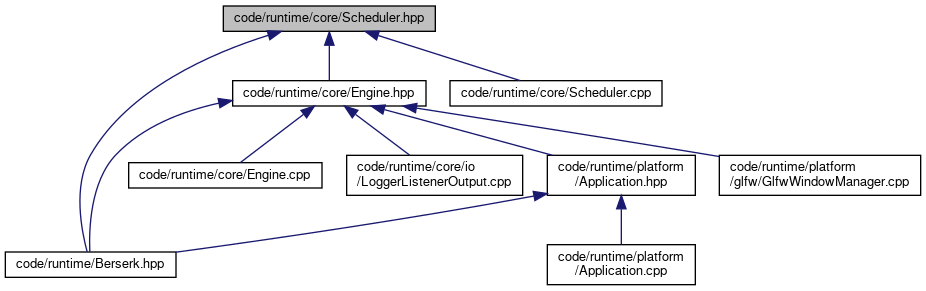 code/runtime/core/Scheduler.hpp
code/runtime/core/Engine.hpp
code/runtime/core/Scheduler.cpp
code/runtime/core/Engine.cpp
code/runtime/core/io
/LoggerListenerOutput.cpp
code/runtime/platform
/Application.hpp
code/runtime/platform
/glfw/GlfwWindowManager.cpp
code/runtime/Berserk.hpp
code/runtime/platform
/Application.cpp